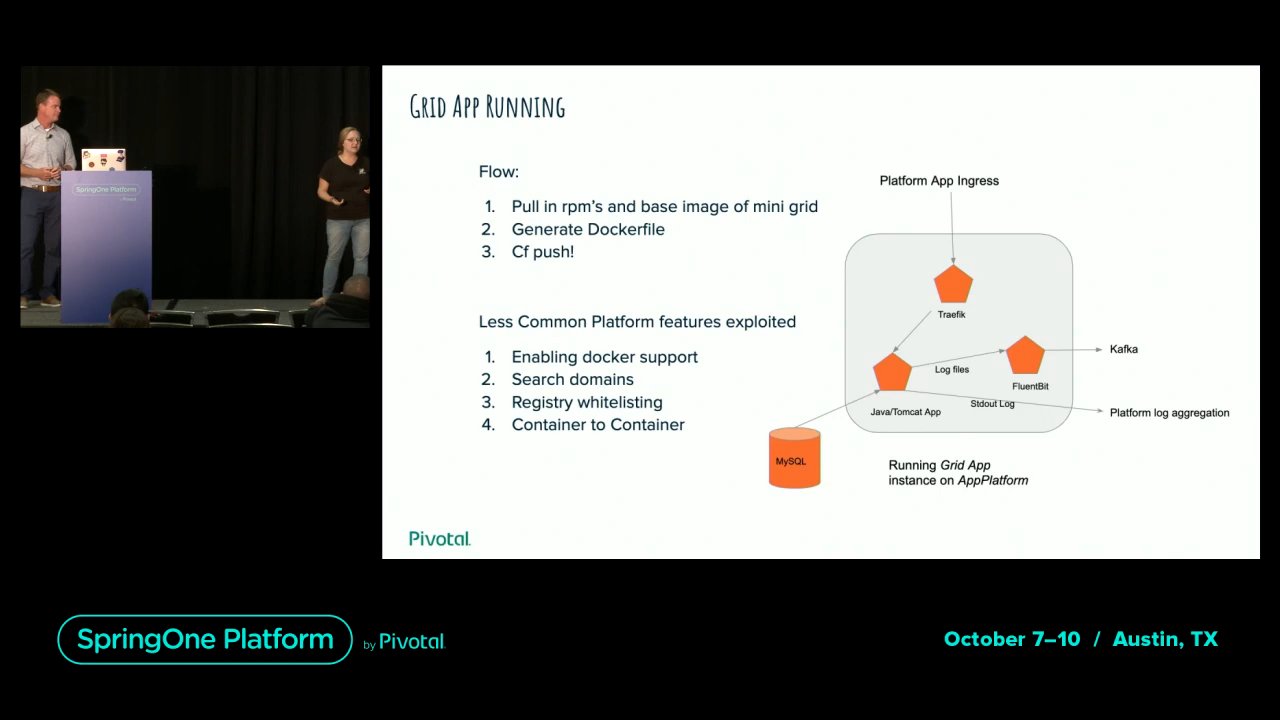 GRID APP RUNNING
Flow:
1. Pull in rpm's and base image of mini grid
2. Generate Dockerfile
3. Cf push!
Less Common Platform features exploited
1. Enabling docker support
2. Search domains
3. Registry whitelisting
4. Container to Container
Platform App Ingress
Traefik
Log files
FluentBit
Kafka
Java/Tomcat App
Stdout Log
Platform log aggregation
MySQL
Running Grid App
instance on AppPlatform
Pivotal
SpringOne Platform
SpringOne Platform by Pivotal
October 7–10 / Austin, TX